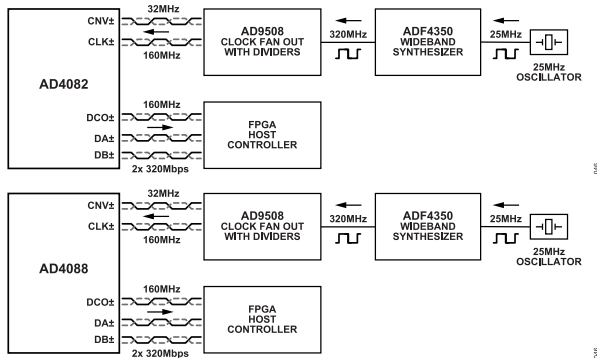 32MHz
CNV±
CLK±
160MHz
AD4082
AD9508
CLOCK FAN OUT
WITH DIVIDERS
320MHz
ADF4350
WIDEBAND
SYNTHESIZER
25MHz
25MHz
OSCILLATOR
160MHz
DCO±
DA±
DB±
2x 320Mbps
FPGA
HOST
CONTROLLER
32MHz
CNV±
CLK±
160MHz
AD4088
AD9508
CLOCK FAN OUT
WITH DIVIDERS
320MHz
ADF4350
WIDEBAND
SYNTHESIZER
25MHz
25MHz
OSCILLATOR
160MHz
DCO±
DA±
DB±
2x 320Mbps
FPGA
HOST
CONTROLLER